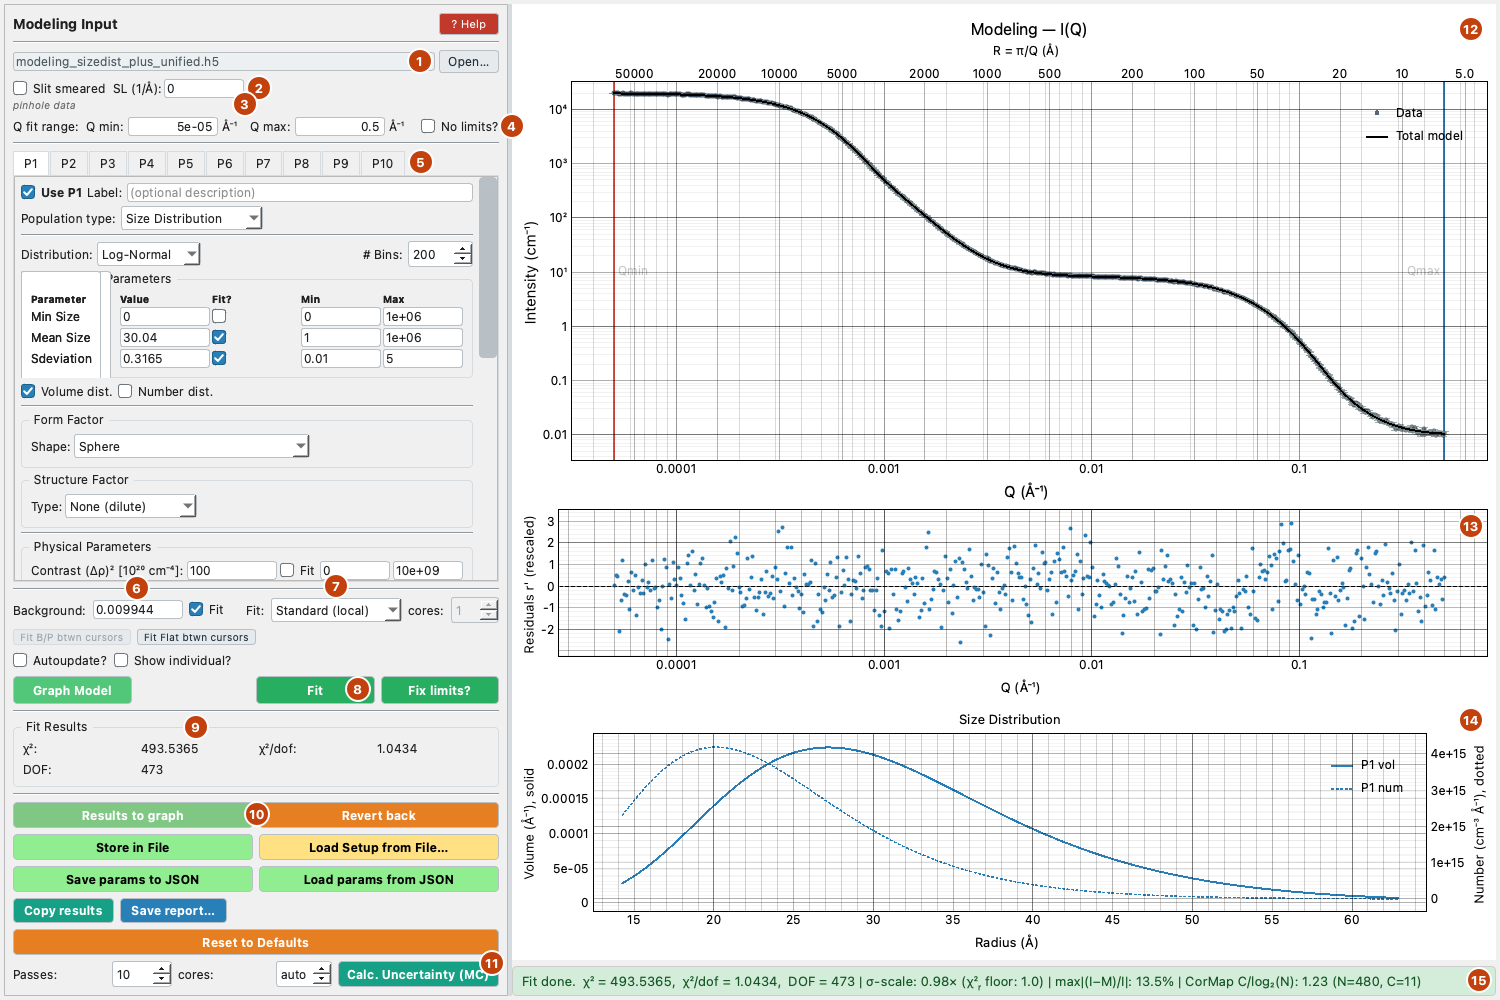 Modeling Input
? Help
modeling_sizedist_plus_unified.h5
1
Open...
Slit smeared SL (1/Å): 0
2
pinhole data
3
Q fit range: Q min: 5e-05 Å⁻¹ Q max: 0.5 Å⁻¹ No limits?
4
P1 P2 P3 P4 P5 P6 P7 P8 P9 P10
5
Use P1 Label: (optional description)
Population type: Size Distribution
Distribution: Log-Normal # Bins: 200
Parameters
Parameter Value Fit? Min Max
Min Size 0 0 1e+06
Mean Size 30.04 1 1e+06
Sdeviation 0.3165 0.01 5
Volume dist. Number dist.
Form Factor
Shape: Sphere
Structure Factor
Type: None (dilute)
Physical Parameters
Contrast (Δρ)² [10²⁰ cm⁻⁴]: 100 Fit 0 10e+09
6
7
Background: 0.009944 Fit Fit: Standard (local) cores: 1
Fit B/P btwn cursors Fit Flat btwn cursors
Autoupdate? Show individual?
Graph Model Fit 8 Fix limits?
Fit Results
9
χ²: 493.5365 χ²/dof: 1.0434
DOF: 473
Results to graph 10 Revert back
Store in File Load Setup from File...
Save params to JSON Load params from JSON
Copy results Save report...
Reset to Defaults
11
Passes: 10 cores: auto Calc. Uncertainty (MC)
Modeling — I(Q)
12
R = π/Q (Å)
50000 20000 10000 5000 2000 1000 500 200 100 50 20 10 5.0
Data
Total model
Intensity (cm⁻¹)
10⁴
10³
10²
10¹
1
0.1
0.01
Qmin
Qmax
0.0001 0.001 0.01 0.1
Q (Å⁻¹)
13
Residuals r' (rescaled)
3
2
1
0
-1
-2
0.0001 0.001 0.01 0.1
Q (Å⁻¹)
Size Distribution
14
Volume (Å⁻¹), solid
0.0002
0.00015
0.0001
5e-05
0
P1 vol
P1 num
4e+15
3e+15
2e+15
1e+15
0
Number (cm⁻³ Å⁻¹), dotted
15 20 25 30 35 40 45 50 55 60
Radius (Å)
Fit done. χ² = 493.5365, χ²/dof = 1.0434, DOF = 473 | σ-scale: 0.98× (χ²ᵣ floor: 1.0) | max|(I−M)/I|: 13.5% | CorMap C/log₂(N): 1.23 (N=480, C=11)
15